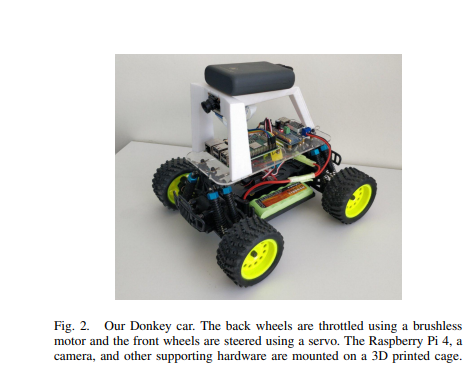 Fig. 2. Our Donkey car. The back wheels are throttled using a brushless
motor and the front wheels are steered using a servo. The Raspberry Pi 4, a
camera, and other supporting hardware are mounted on a 3D printed cage.